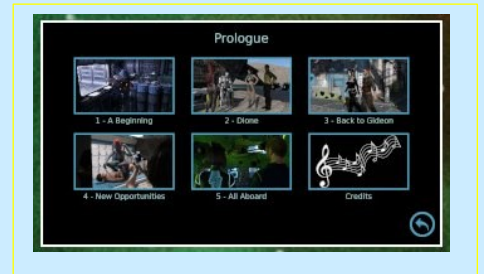 Prologue
1 - A Beginning
2 - Dione
3 - Back to Gideon
4 - New Opportunities
5 - All Aboard
Credits